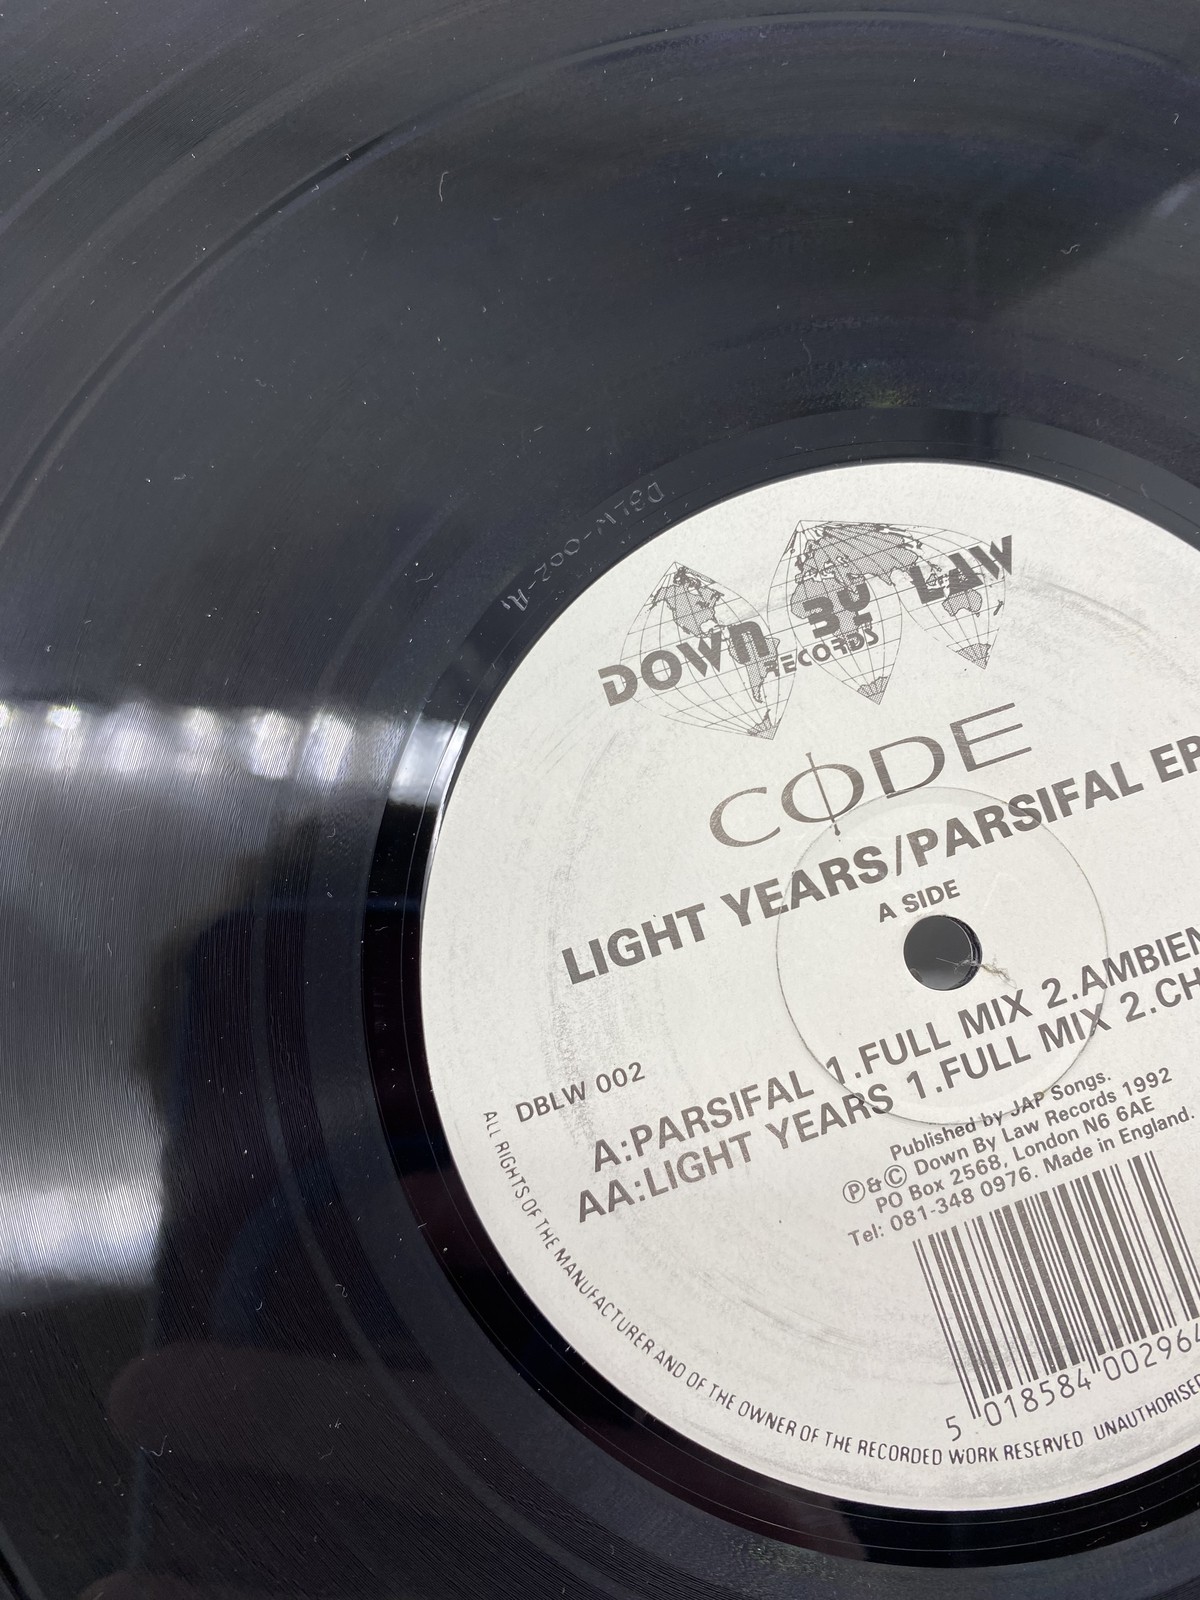 DBLW-002-A1
DOWN BY LAW
RECORDS
CODE
LIGHT YEARS/PARSIFAL EP
A SIDE
DBLW 002
A:PARSIFAL 1.FULL MIX 2.AMBIEN
AA:LIGHT YEARS 1.FULL MIX 2.CH
Published by JAP Songs.
Ⓟ&© Down By Law Records 1992
PO Box 2568, London N6 6AE
Tel: 081-348 0976. Made in England.
5 018584 002964
ALL RIGHTS OF THE MANUFACTURER AND OF THE OWNER OF THE RECORDED WORK RESERVED UNAUTHORISED